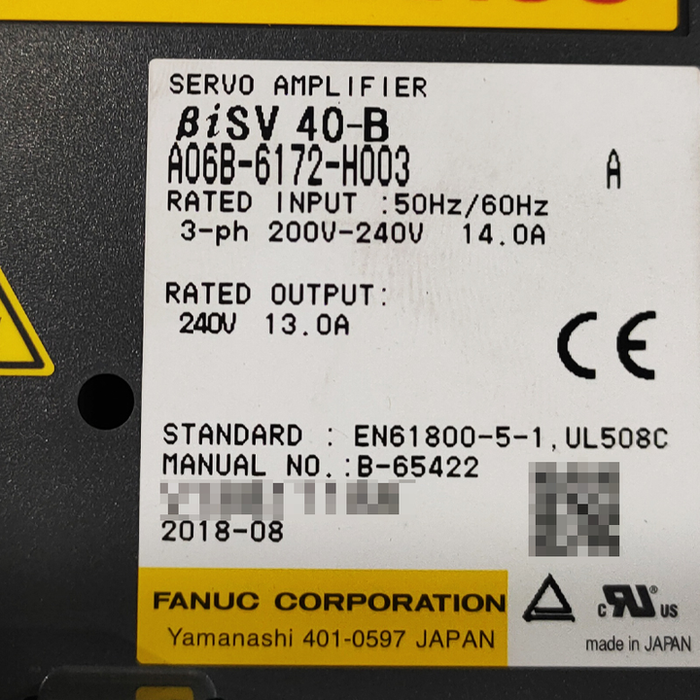 SERVO AMPLIFIER
βiSV 40-B
A06B-6172-H003 A
RATED INPUT :50Hz/60Hz
3-ph 200V-240V 14.0A
RATED OUTPUT:
240V 13.0A
CE
STANDARD : EN61800-5-1,UL508C
MANUAL NO.:B-65422
2018-08
FANUC CORPORATION
Yamanashi 401-0597 JAPAN
c RU® US
made in JAPAN